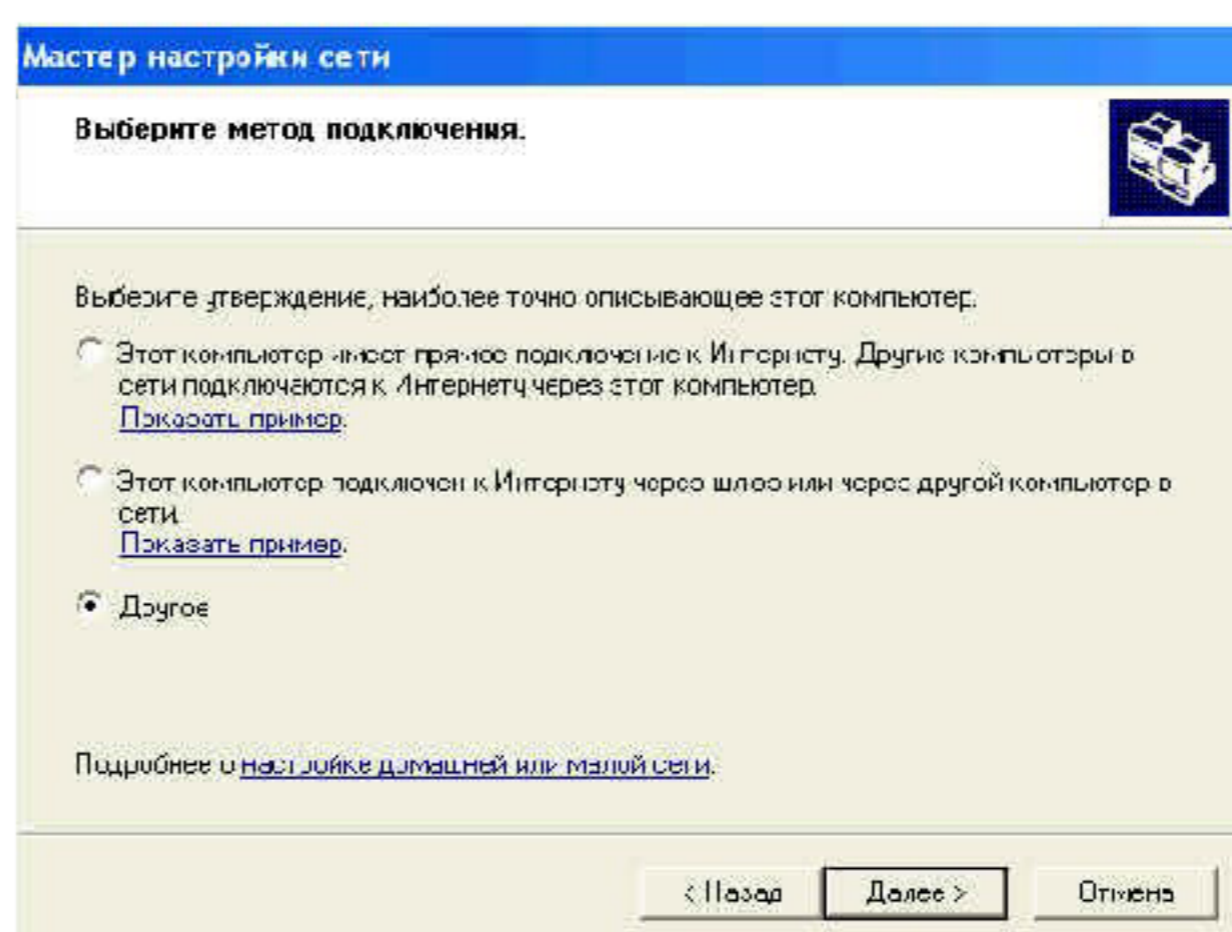 Мастер настройки сети
Выберите метод подключения.
Выберите утверждение, наиболее точно описывающее этот компьютер.
Этот компьютер имеет прямое подключение к Интернету. Другие компьютеры в
сети подключаются к Интернету через этот компьютер.
Показать пример.
Этот компьютер подключен к Интернету через шлюз или через другой компьютер в
сети.
Показать пример.
Другое
Подробнее о настройке домашней или малой сети.
< Назад Далее > Отмена